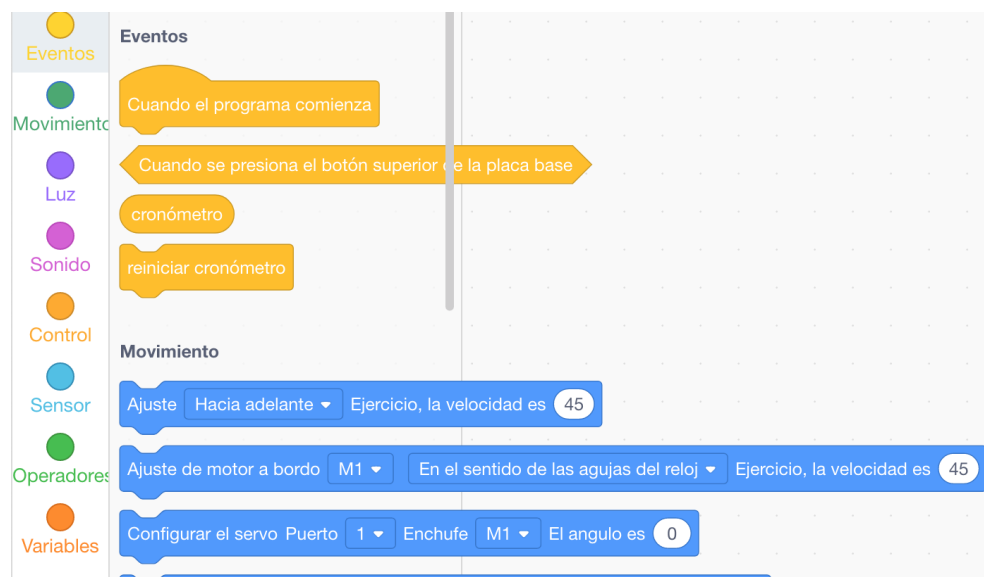 Eventos
Movimiento
Luz
Sonido
Control
Sensor
Operadores
Variables
Eventos
Cuando el programa comienza
Cuando se presiona el botón superior de la placa base
cronómetro
reiniciar cronómetro
Movimiento
Ajuste Hacia adelante Ejercicio, la velocidad es 45
Ajuste de motor a bordo M1 En el sentido de las agujas del reloj Ejercicio, la velocidad es 45
Configurar el servo Puerto 1 Enchufe M1 El angulo es 0